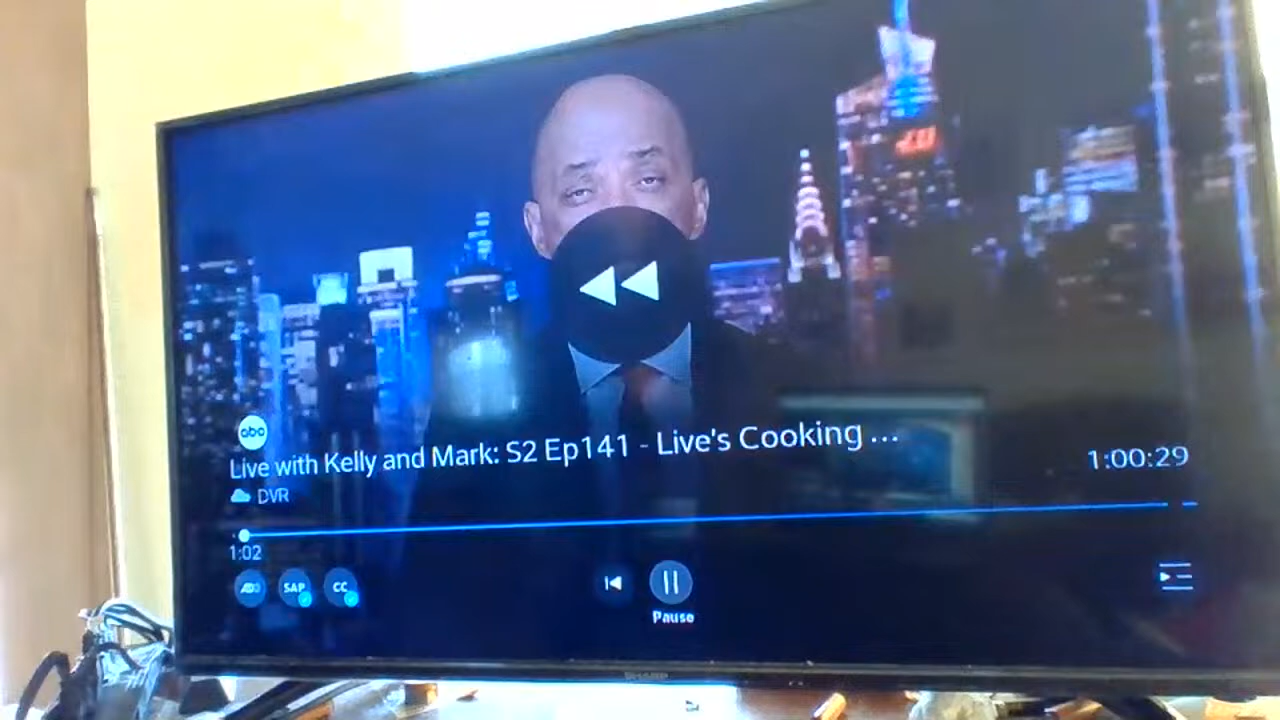 abc
Live with Kelly and Mark: S2 Ep141 - Live's Cooking ...
1:00:29
DVR
1:02
SAP
CC
Pause
SHARP